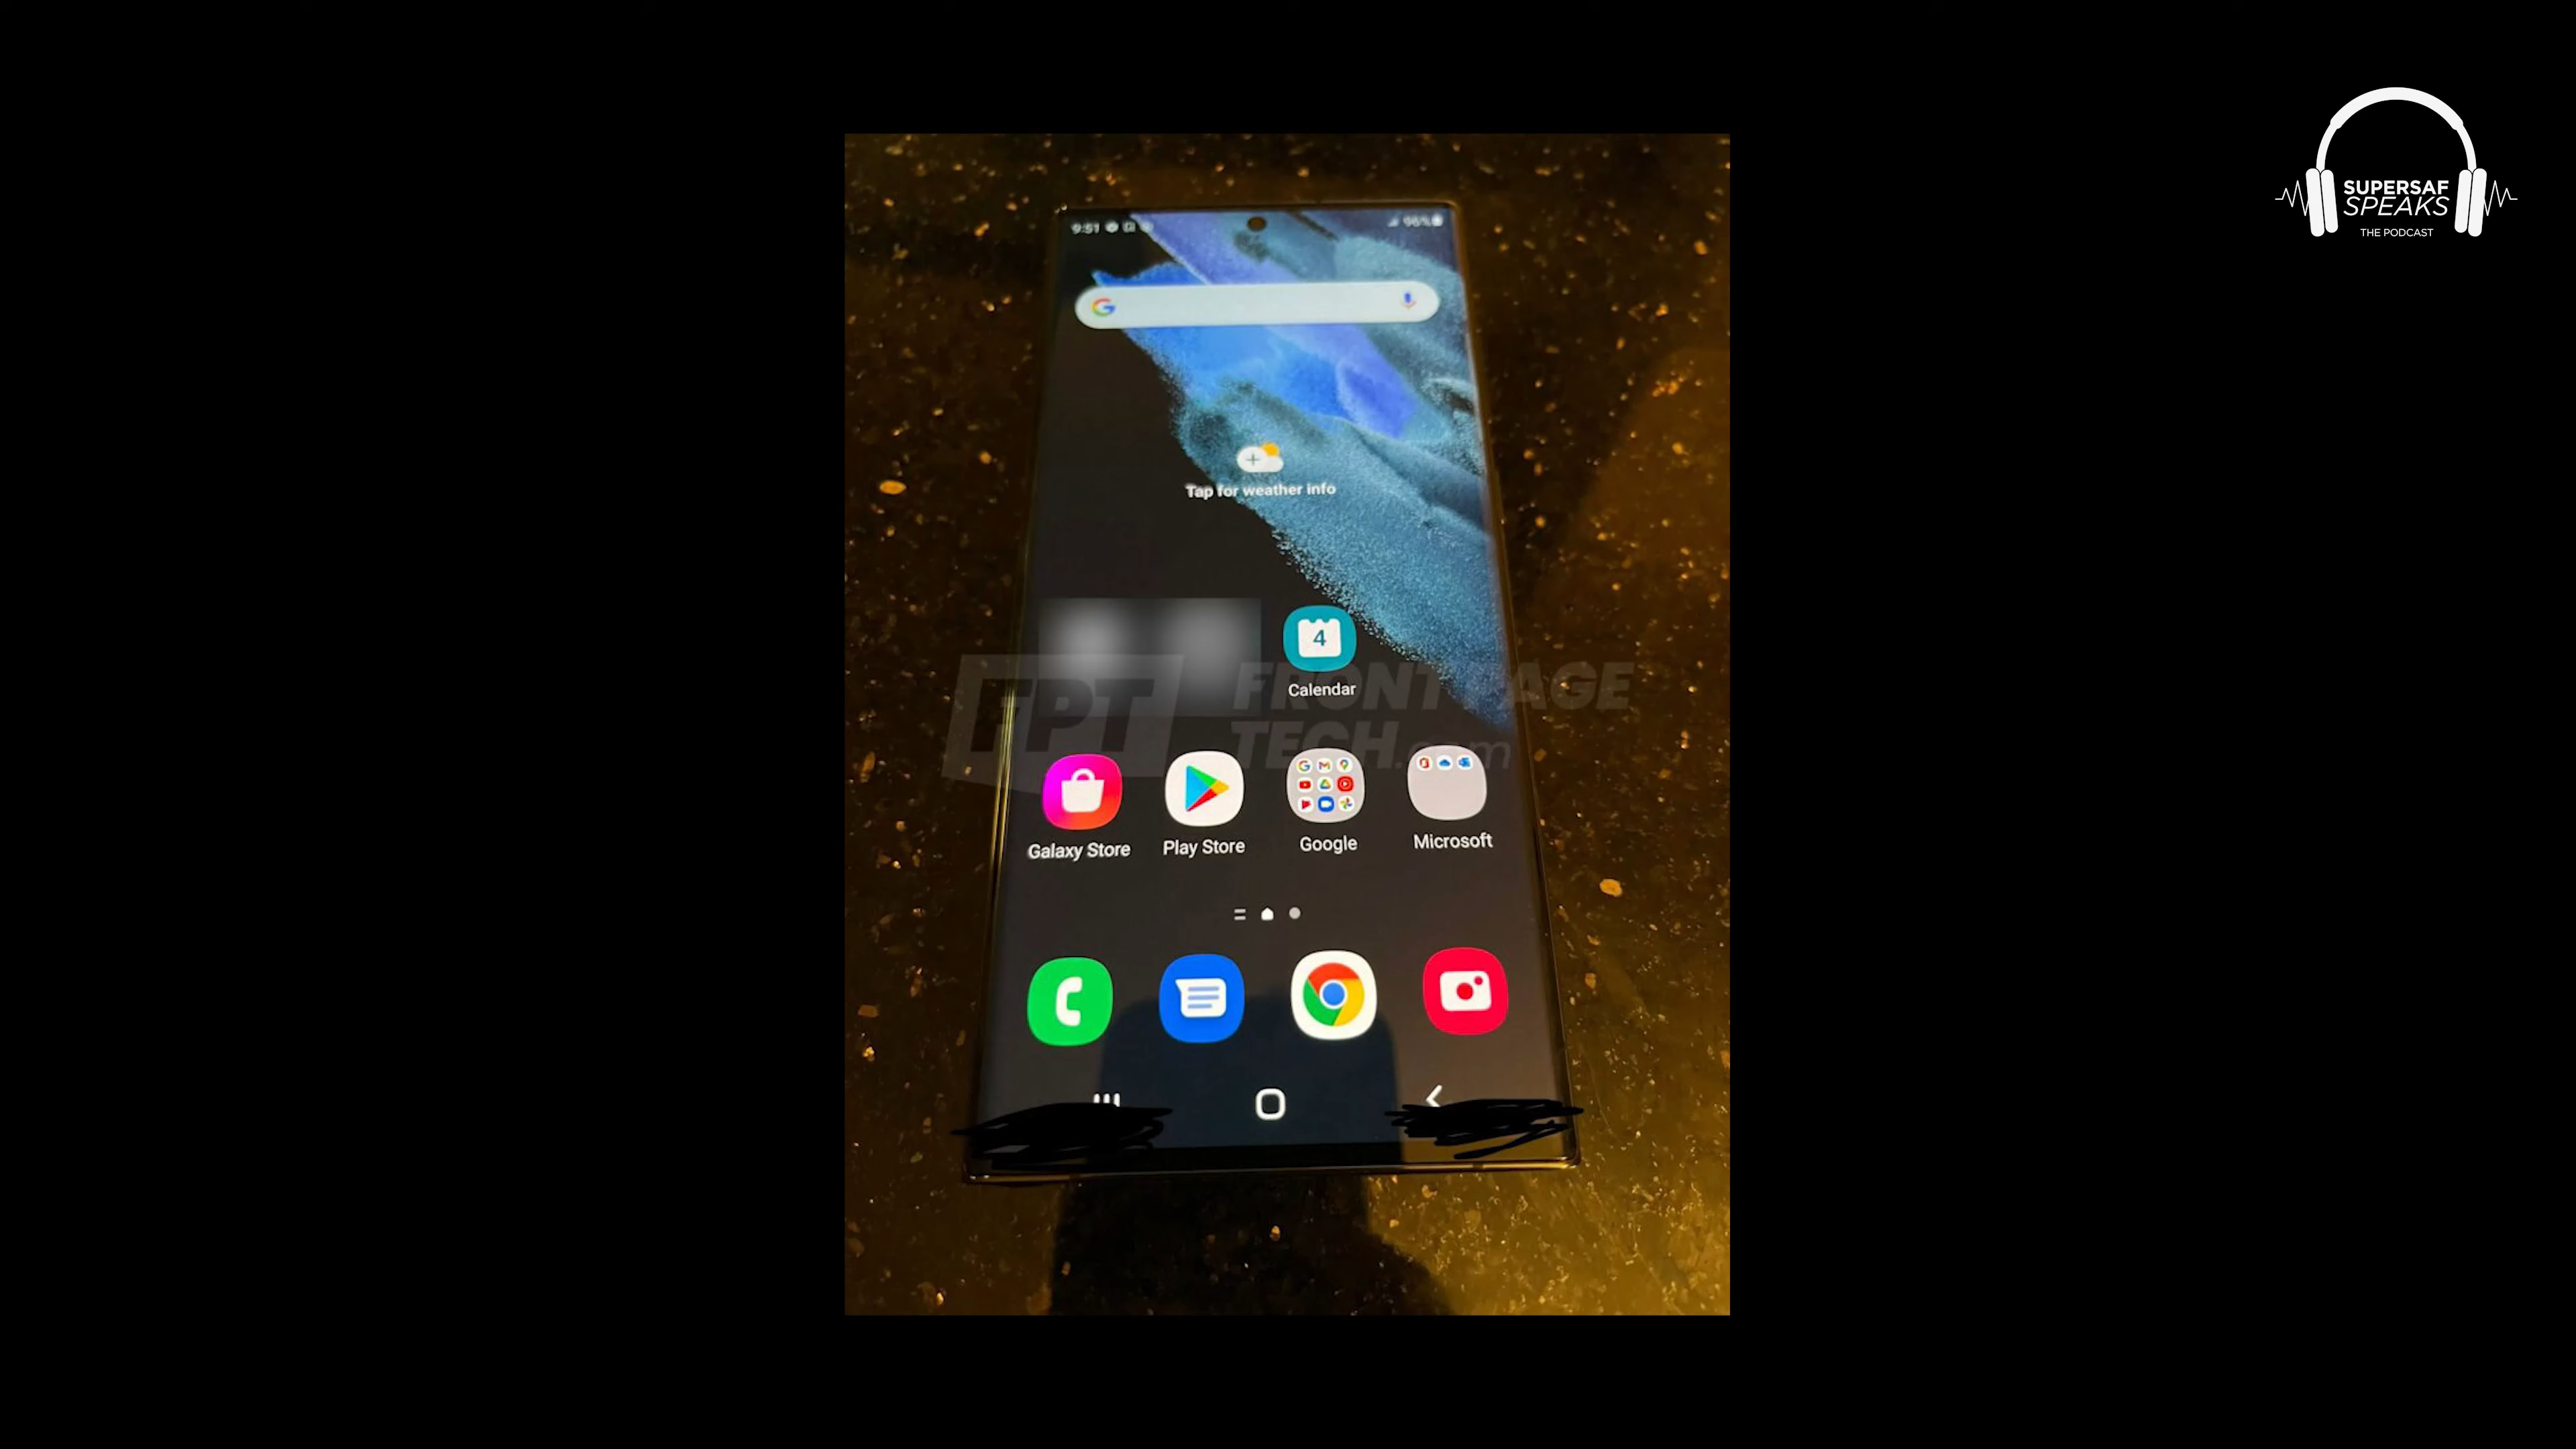 SUPERSAF
SPEAKS
THE PODCAST
9:51
96%
Tap for weather info
4
Calendar
FPT
FRONT PAGE
TECH.com
Galaxy Store
Play Store
Google
Microsoft